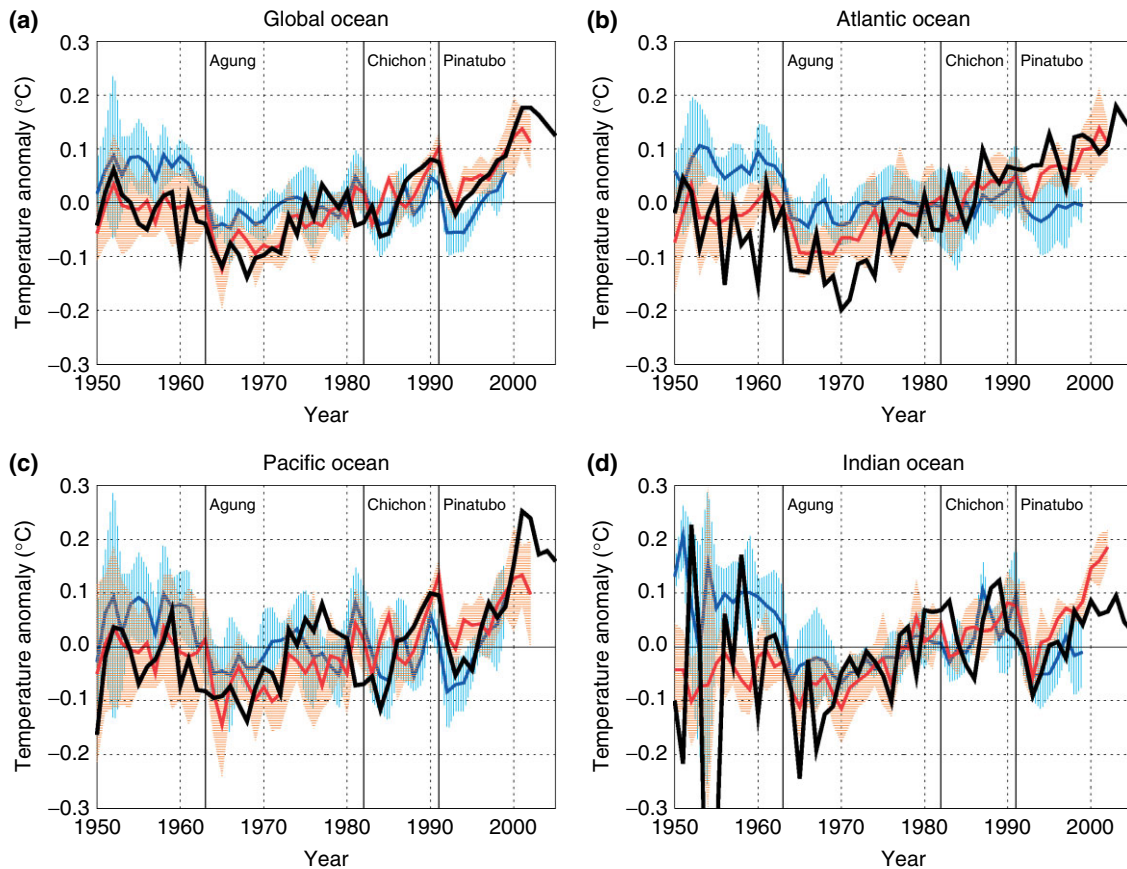 (a) Global ocean
Temperature anomaly (°C)
0.3
0.2
0.1
0.0
−0.1
−0.2
−0.3
Agung Chichon Pinatubo
1950 1960 1970 1980 1990 2000
Year
(b) Atlantic ocean
Temperature anomaly (°C)
0.3
0.2
0.1
0.0
−0.1
−0.2
−0.3
Agung Chichon Pinatubo
1950 1960 1970 1980 1990 2000
Year
(c) Pacific ocean
Temperature anomaly (°C)
0.3
0.2
0.1
0.0
−0.1
−0.2
−0.3
Agung Chichon Pinatubo
1950 1960 1970 1980 1990 2000
Year
(d) Indian ocean
Temperature anomaly (°C)
0.3
0.2
0.1
0.0
−0.1
−0.2
−0.3
Agung Chichon Pinatubo
1950 1960 1970 1980 1990 2000
Year